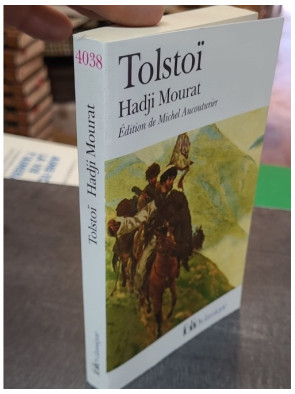 4038
Tolstoï Hadji Mourat
Tolstoï
Hadji Mourat
Édition de Michel Aucouturier
folio classique